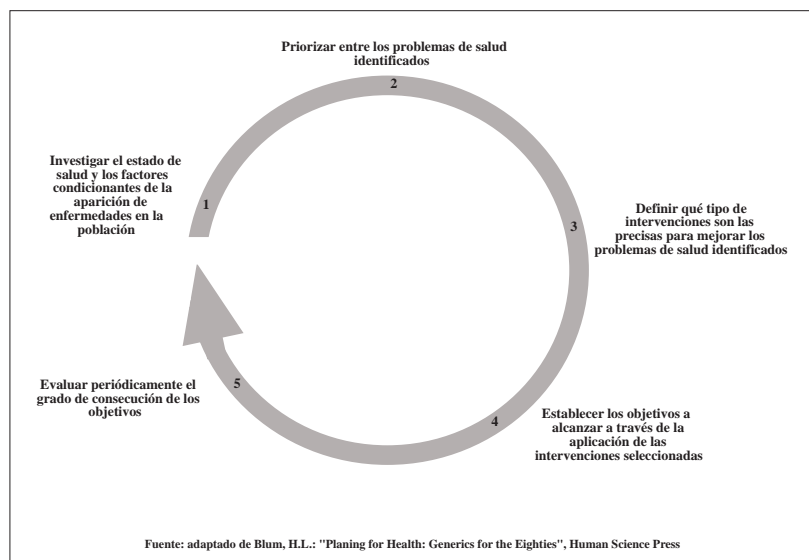 Priorizar entre los problemas de salud
identificados
2
Investigar el estado de
salud y los factores
condicionantes de la
aparición de
enfermedades en la
población
1
3
Definir qué tipo de
intervenciones son las
precisas para mejorar los
problemas de salud identificados
Evaluar periódicamente el
grado de consecución de los
objetivos
5
4
Establecer los objetivos a
alcanzar a través de la
aplicación de las
intervenciones seleccionadas
Fuente: adaptado de Blum, H.L.: "Planing for Health: Generics for the Eighties", Human Science Press